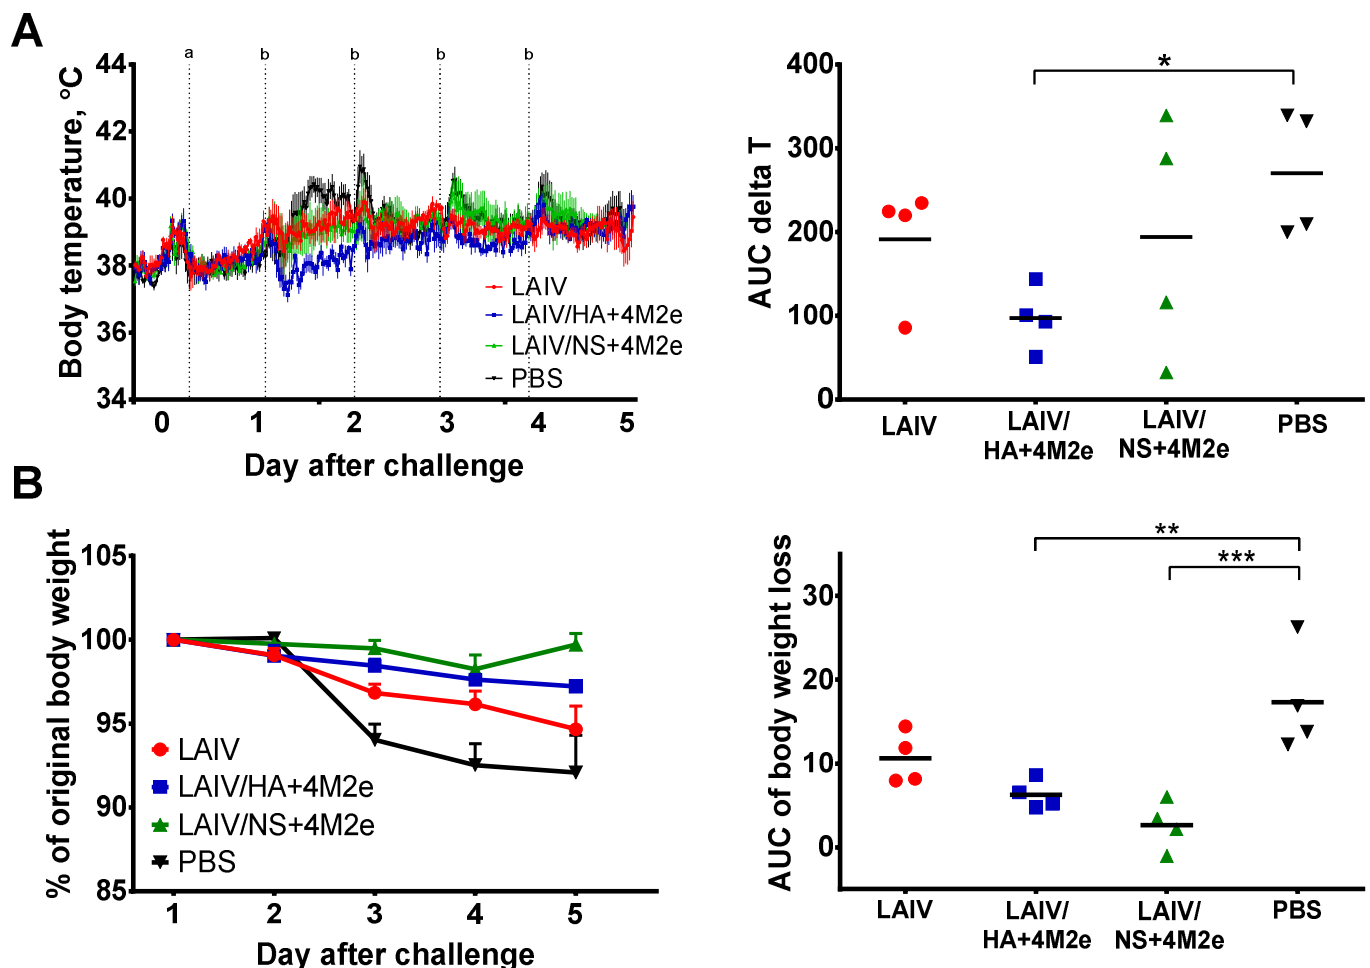 A
a b b b b
44
42
40
38
36
34
Body temperature, °C
LAIV
LAIV/HA+4M2e
LAIV/NS+4M2e
PBS
0 1 2 3 4 5
Day after challenge
*
400
300
200
100
0
AUC delta T
LAIV
LAIV/
HA+4M2e
LAIV/
NS+4M2e
PBS
B
105
100
95
90
85
% of original body weight
LAIV
LAIV/HA+4M2e
LAIV/NS+4M2e
PBS
1 2 3 4 5
Day after challenge
**
***
30
20
10
0
AUC of body weight loss
LAIV
LAIV/
HA+4M2e
LAIV/
NS+4M2e
PBS